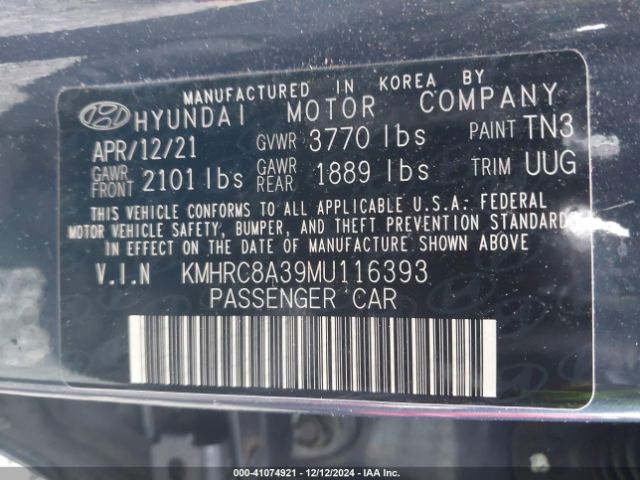 MANUFACTURED IN KOREA BY
HYUNDAI MOTOR COMPANY
APR/12/21 GVWR 3770 lbs PAINT TN3
GAWR FRONT 2101 lbs GAWR REAR 1889 lbs TRIM UUG
THIS VEHICLE CONFORMS TO ALL APPLICABLE U.S.A. FEDERAL
MOTOR VEHICLE SAFETY, BUMPER, AND THEFT PREVENTION STANDARDS
IN EFFECT ON THE DATE OF MANUFACTURE SHOWN ABOVE
V.I.N KMHRC8A39MU116393
PASSENGER CAR
000-41074921 - 12/12/2024 - IAA Inc.